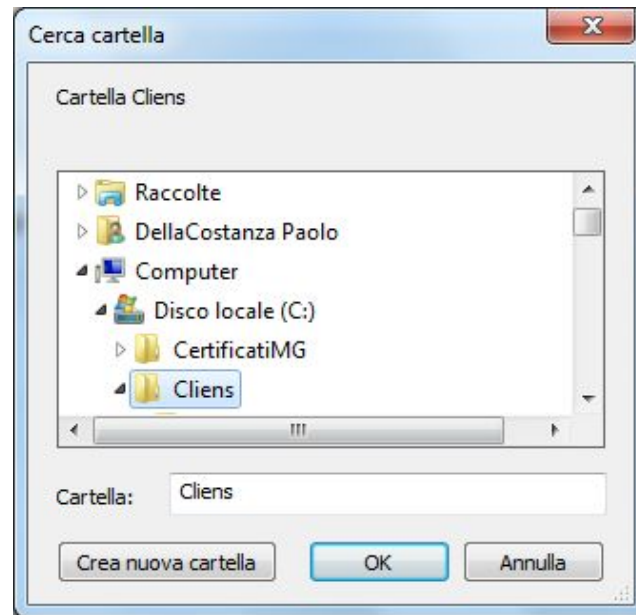 Cerca cartella
Cartella Cliens
Raccolte
DellaCostanza Paolo
Computer
Disco locale (C:)
CertificatiMG
Cliens
Cartella: Cliens
Crea nuova cartella OK Annulla